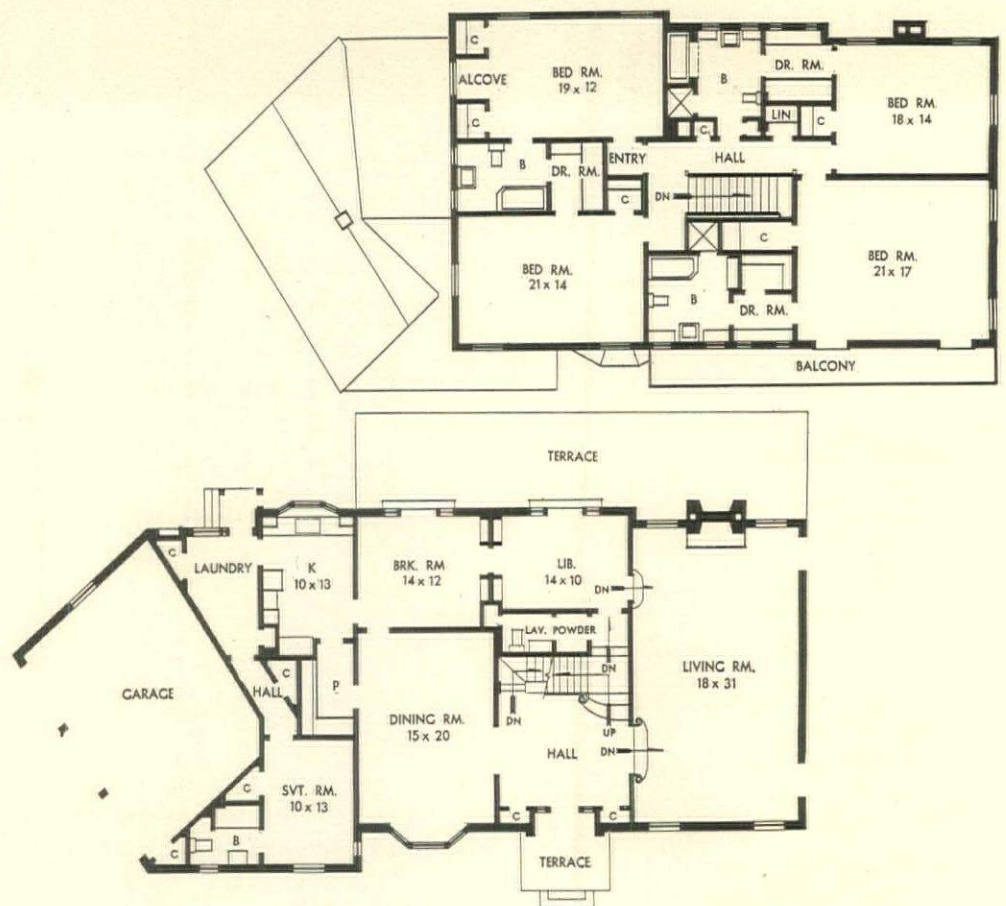 C
ALCOVE
BED RM.
19 x 12
C
B
DR. RM.
LIN
C
C
BED RM.
18 x 14
B
DR. RM.
ENTRY
HALL
C
DN
BED RM.
21 x 14
C
BED RM.
21 x 17
B
DR. RM.
BALCONY
TERRACE
C
LAUNDRY
K
10 x 13
BRK. RM
14 x 12
LIB.
14 x 10
DN
LAV. POWDER
DN
GARAGE
HALL
C
P
DINING RM.
15 x 20
DN
UP
DN
HALL
LIVING RM.
18 x 31
C
SVT. RM.
10 x 13
B
C
C
C
TERRACE